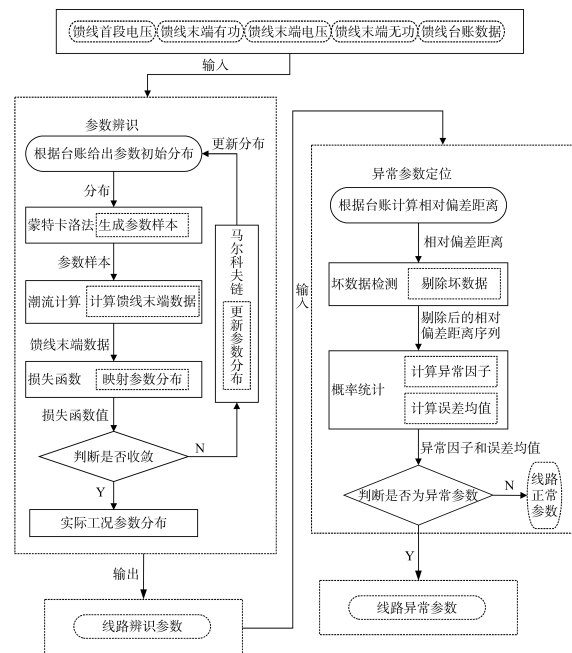 馈线首段电压 馈线末端有功 馈线末端电压 馈线末端无功 馈线台账数据
输入
参数辨识
根据台账给出参数初始分布
更新分布
分布
蒙特卡洛法 生成参数样本
参数样本
潮流计算 计算馈线末端数据
馈线末端数据
损失函数 映射参数分布
损失函数值
判断是否收敛
N
Y
实际工况参数分布
马尔科夫链
更新参数分布
输出
线路辨识参数
输入
异常参数定位
根据台账计算相对偏差距离
相对偏差距离
坏数据检测 剔除坏数据
剔除后的相对
偏差距离序列
概率统计
计算异常因子
计算误差均值
异常因子和误差均值
判断是否为异常参数
N
线路
正常
参数
Y
线路异常参数